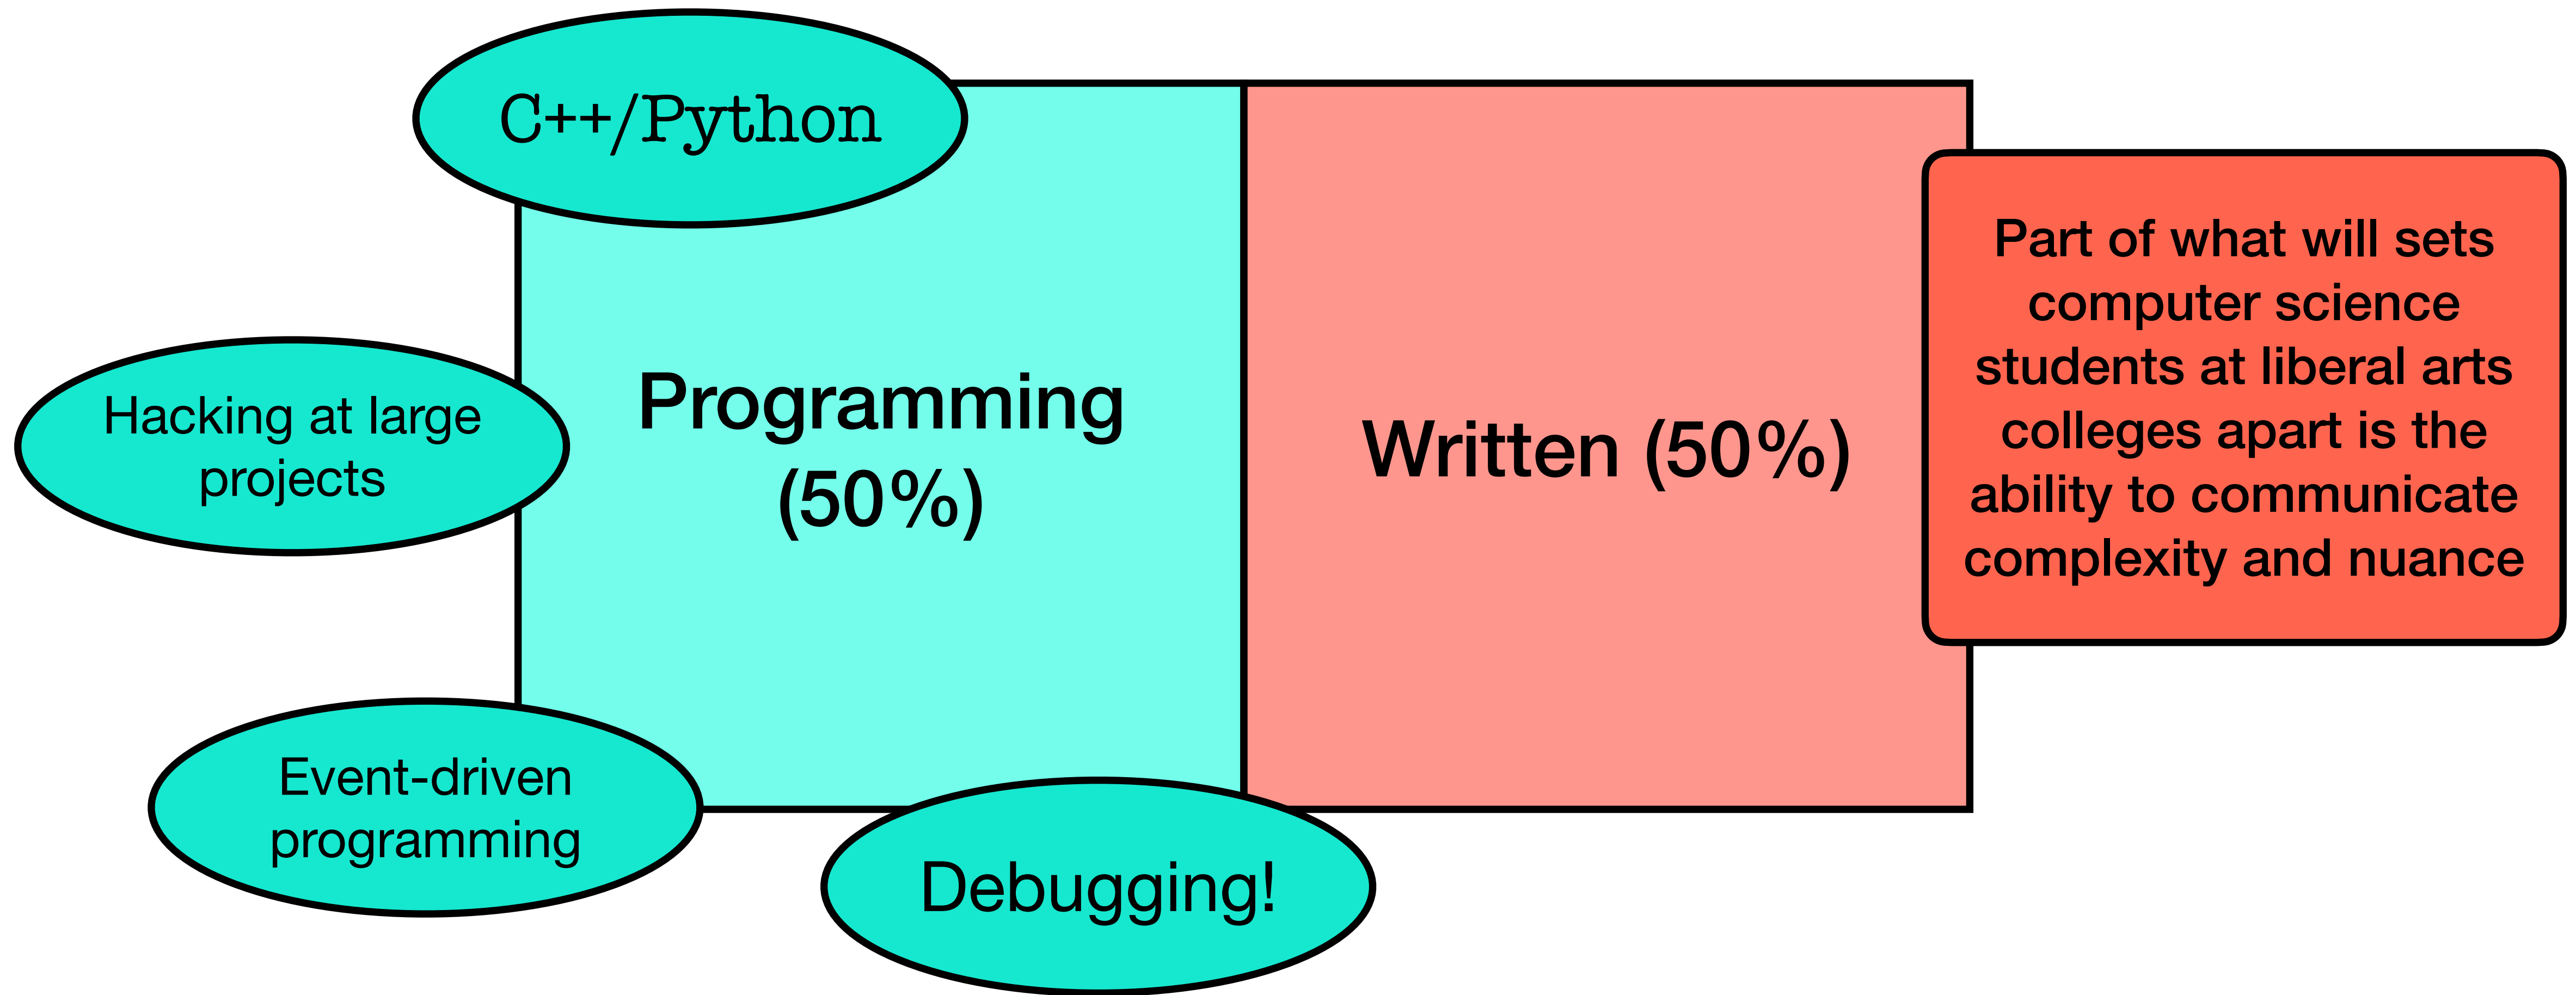 C++/Python
Hacking at large
projects
Event-driven
programming
Debugging!
Programming
(50%)
Written (50%)
Part of what will sets
computer science
students at liberal arts
colleges apart is the
ability to communicate
complexity and nuance